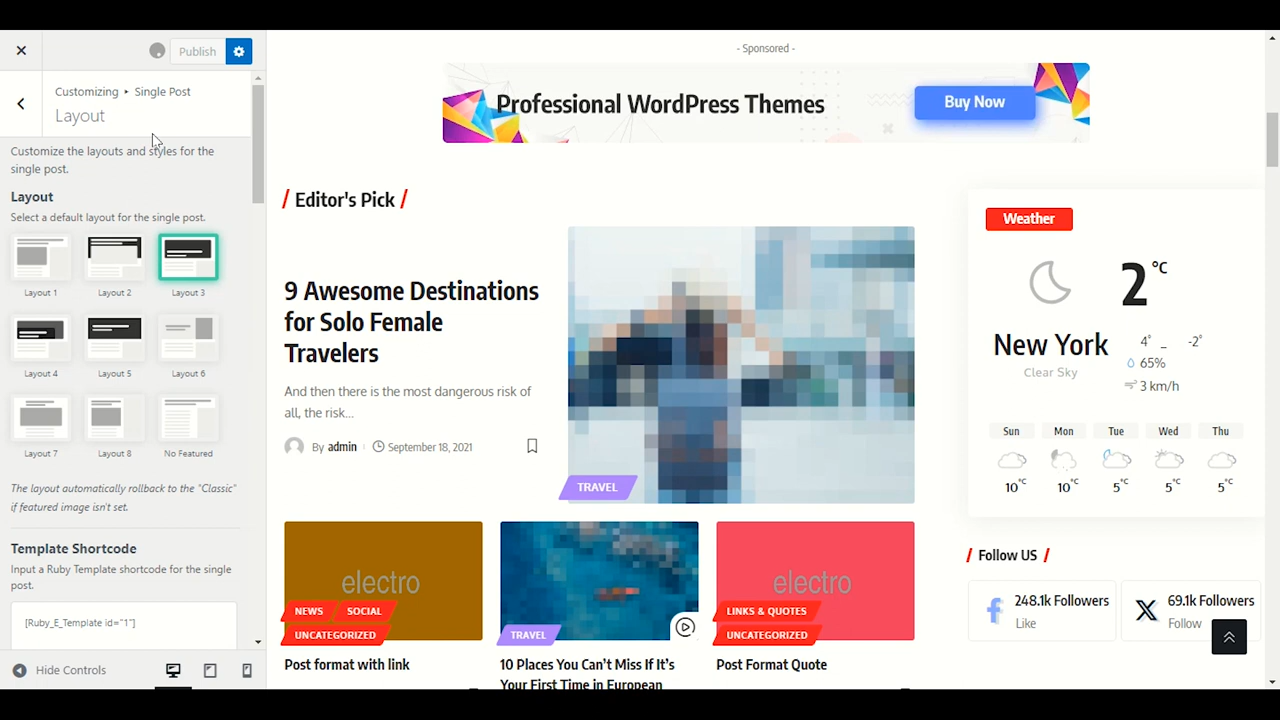 Publish
Customizing ▸ Single Post
Layout
Customize the layouts and styles for the
single post.
Layout
Select a default layout for the single post.
Layout 1
Layout 2
Layout 3
Layout 4
Layout 5
Layout 6
Layout 7
Layout 8
No Featured
The layout automatically rollback to the "Classic"
if featured image isn't set.
Template Shortcode
Input a Ruby Template shortcode for the single
post.
[Ruby_E_Template id="1"]
Hide Controls
- Sponsored -
Professional WordPress Themes
Buy Now
/ Editor's Pick /
9 Awesome Destinations
for Solo Female
Travelers
And then there is the most dangerous risk of
all, the risk...
By admin
September 18, 2021
TRAVEL
electro
NEWS
SOCIAL
UNCATEGORIZED
Post format with link
TRAVEL
10 Places You Can't Miss If It's
Your First Time in European
electro
LINKS & QUOTES
UNCATEGORIZED
Post Format Quote
Weather
2 °C
New York
Clear Sky
4° _ -2°
65%
3 km/h
Sun Mon Tue Wed Thu
10°C 10°C 5°C 5°C 5°C
/ Follow US /
248.1k Followers
Like
69.1k Followers
Follow